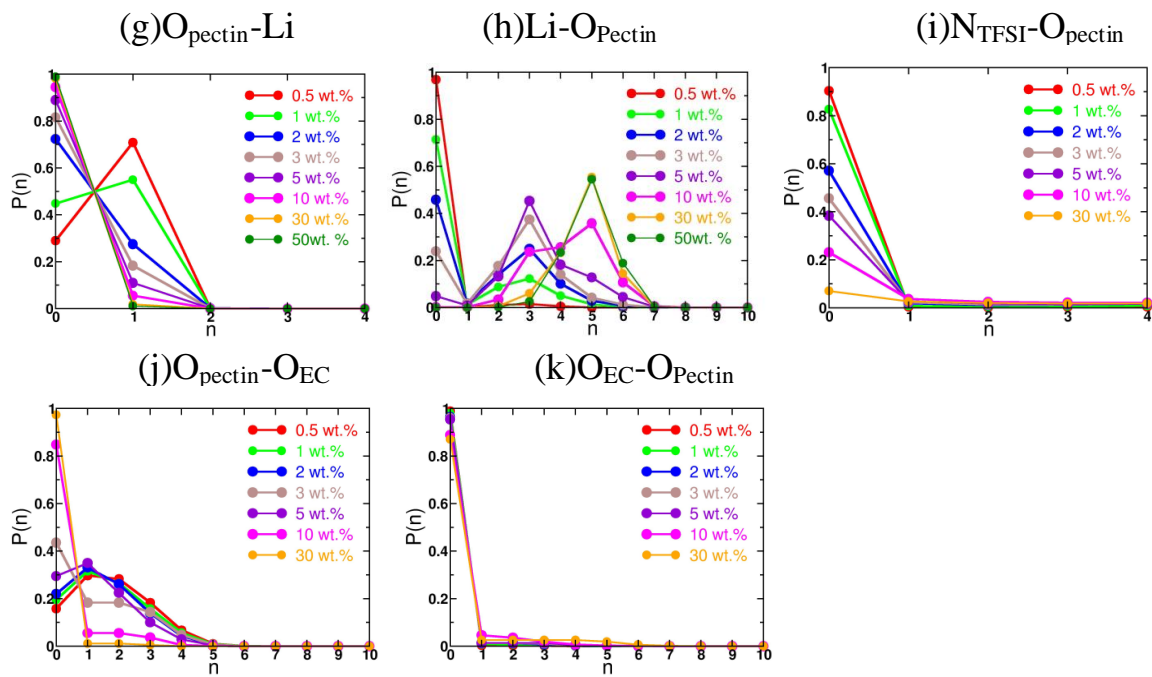 (g)Opectin-Li
(h)Li-OPectin
(i)NTFSI-Opectin
1
0.8
0.6
0.4
0.2
0
P(n)
0 1 2 3 4
n
0.5 wt.%
1 wt.%
2 wt.%
3 wt.%
5 wt.%
10 wt.%
30 wt.%
50wt. %
1
0.8
0.6
0.4
0.2
0
P(n)
0 1 2 3 4 5 6 7 8 9 10
n
0.5 wt.%
1 wt.%
2 wt.%
3 wt.%
5 wt.%
10 wt.%
30 wt.%
50wt. %
1
0.8
0.6
0.4
0.2
0
P(n)
0 1 2 3 4
n
0.5 wt.%
1 wt.%
2 wt.%
3 wt.%
5 wt.%
10 wt.%
30 wt.%
(j)Opectin-OEC
(k)OEC-OPectin
1
0.8
0.6
0.4
0.2
0
P(n)
0 1 2 3 4 5 6 7 8 9 10
n
0.5 wt.%
1 wt.%
2 wt.%
3 wt.%
5 wt.%
10 wt.%
30 wt.%
1
0.8
0.6
0.4
0.2
0
P(n)
0 1 2 3 4 5 6 7 8 9 10
n
0.5 wt.%
1 wt.%
2 wt.%
3 wt.%
5 wt.%
10 wt.%
30 wt.%